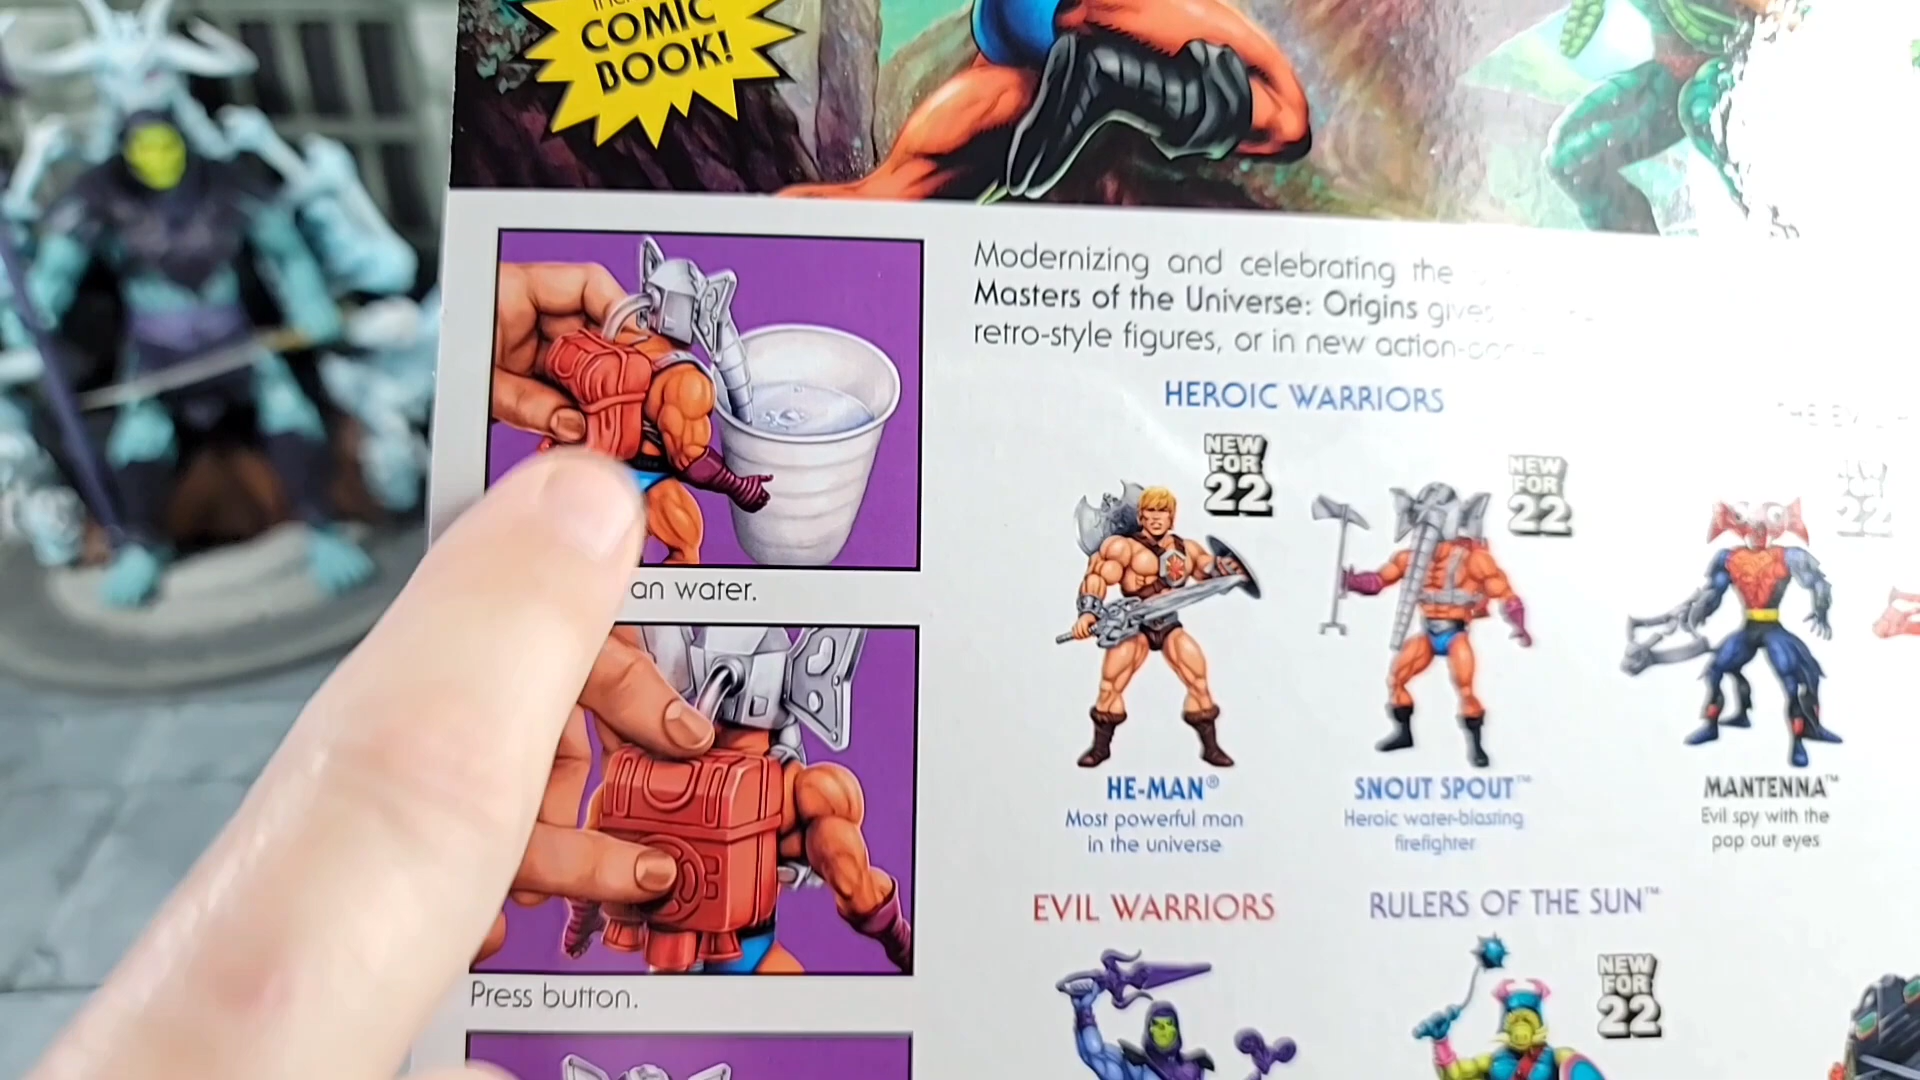 COMIC
BOOK!
Modernizing and celebrating the
Masters of the Universe: Origins gives
retro-style figures, or in new
HEROIC WARRIORS
NEW
FOR
22
NEW
FOR
22
22
an water.
HE-MAN®
Most powerful man
in the universe
SNOUT SPOUT™
Heroic water-blasting
firefighter
MANTENNA™
Evil spy with the
pop out eyes
EVIL WARRIORS
RULERS OF THE SUN™
NEW
FOR
22
Press button.